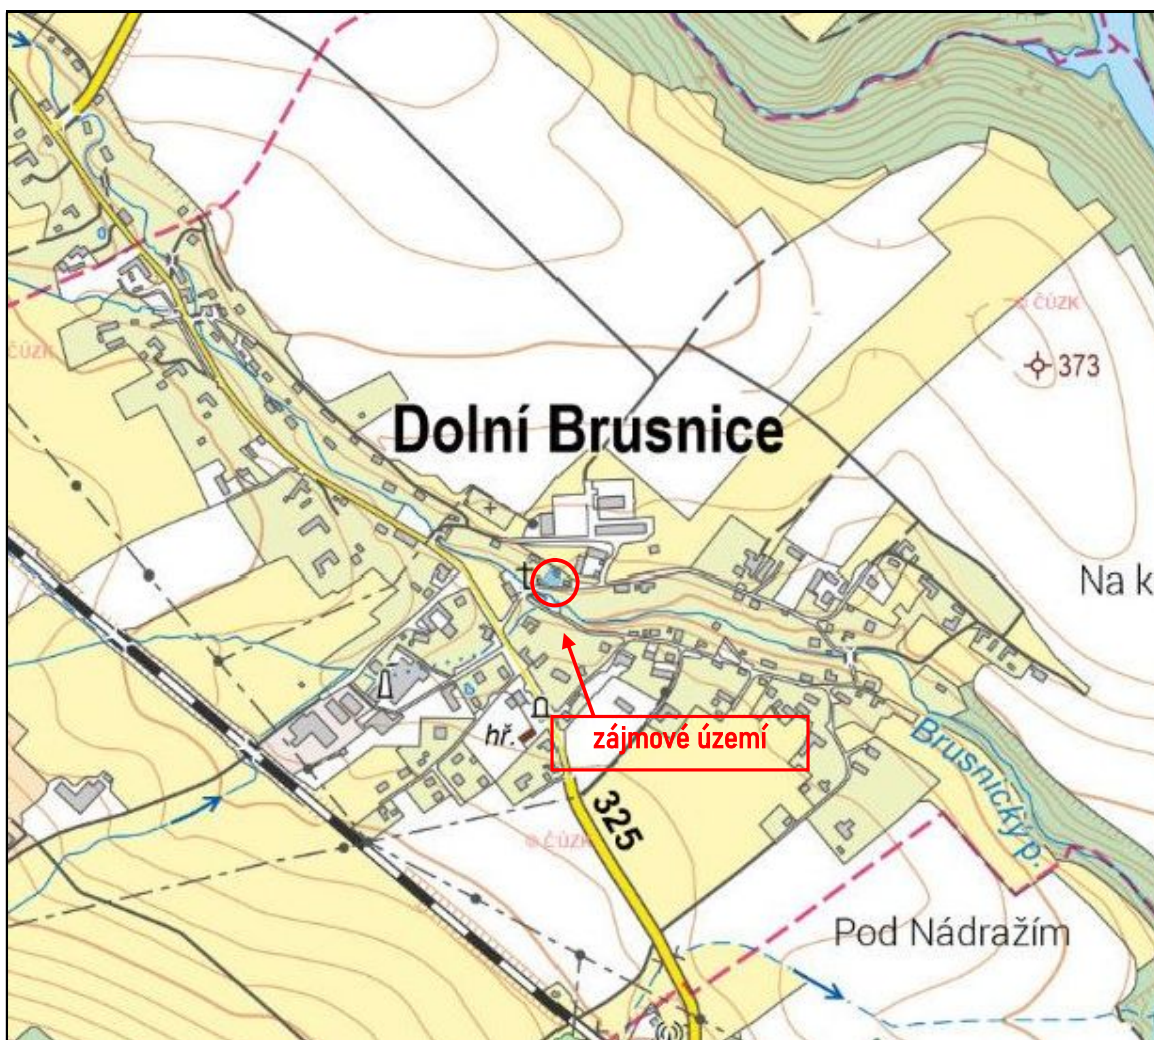 © ČÚZK
ČÚZK
373
Dolní Brusnice
Na k
zájmové území
hř.
325
© ČÚZK
Brusnický p.
Pod Nádražím